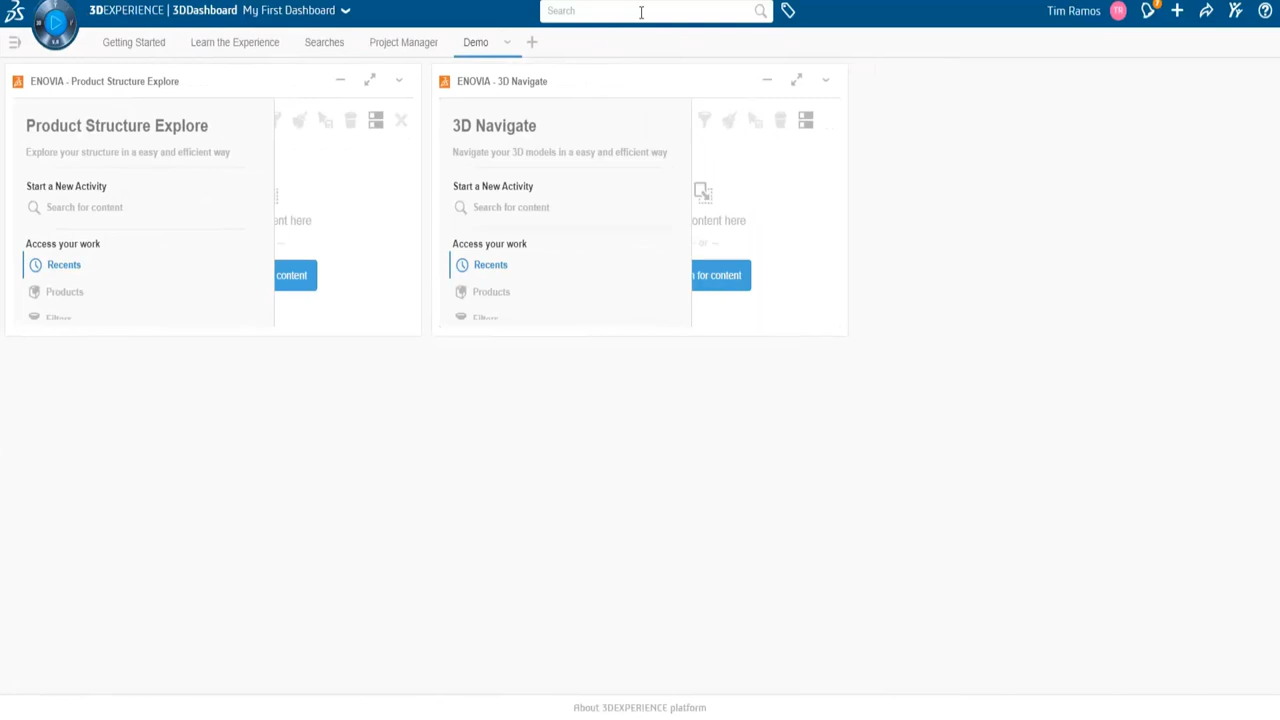 3DEXPERIENCE | 3DDashboard My First Dashboard
Search
Tim Ramos TR
Getting Started
Learn the Experience
Searches
Project Manager
Demo
ENOVIA - Product Structure Explore
Product Structure Explore
Explore your structure in a easy and efficient way
Start a New Activity
Search for content
Access your work
Recents
Products
Filters
ent here
content
ENOVIA - 3D Navigate
3D Navigate
Navigate your 3D models in a easy and efficient way
Start a New Activity
Search for content
Access your work
Recents
Products
Filters
ontent here
— or —
for content
About 3DEXPERIENCE platform